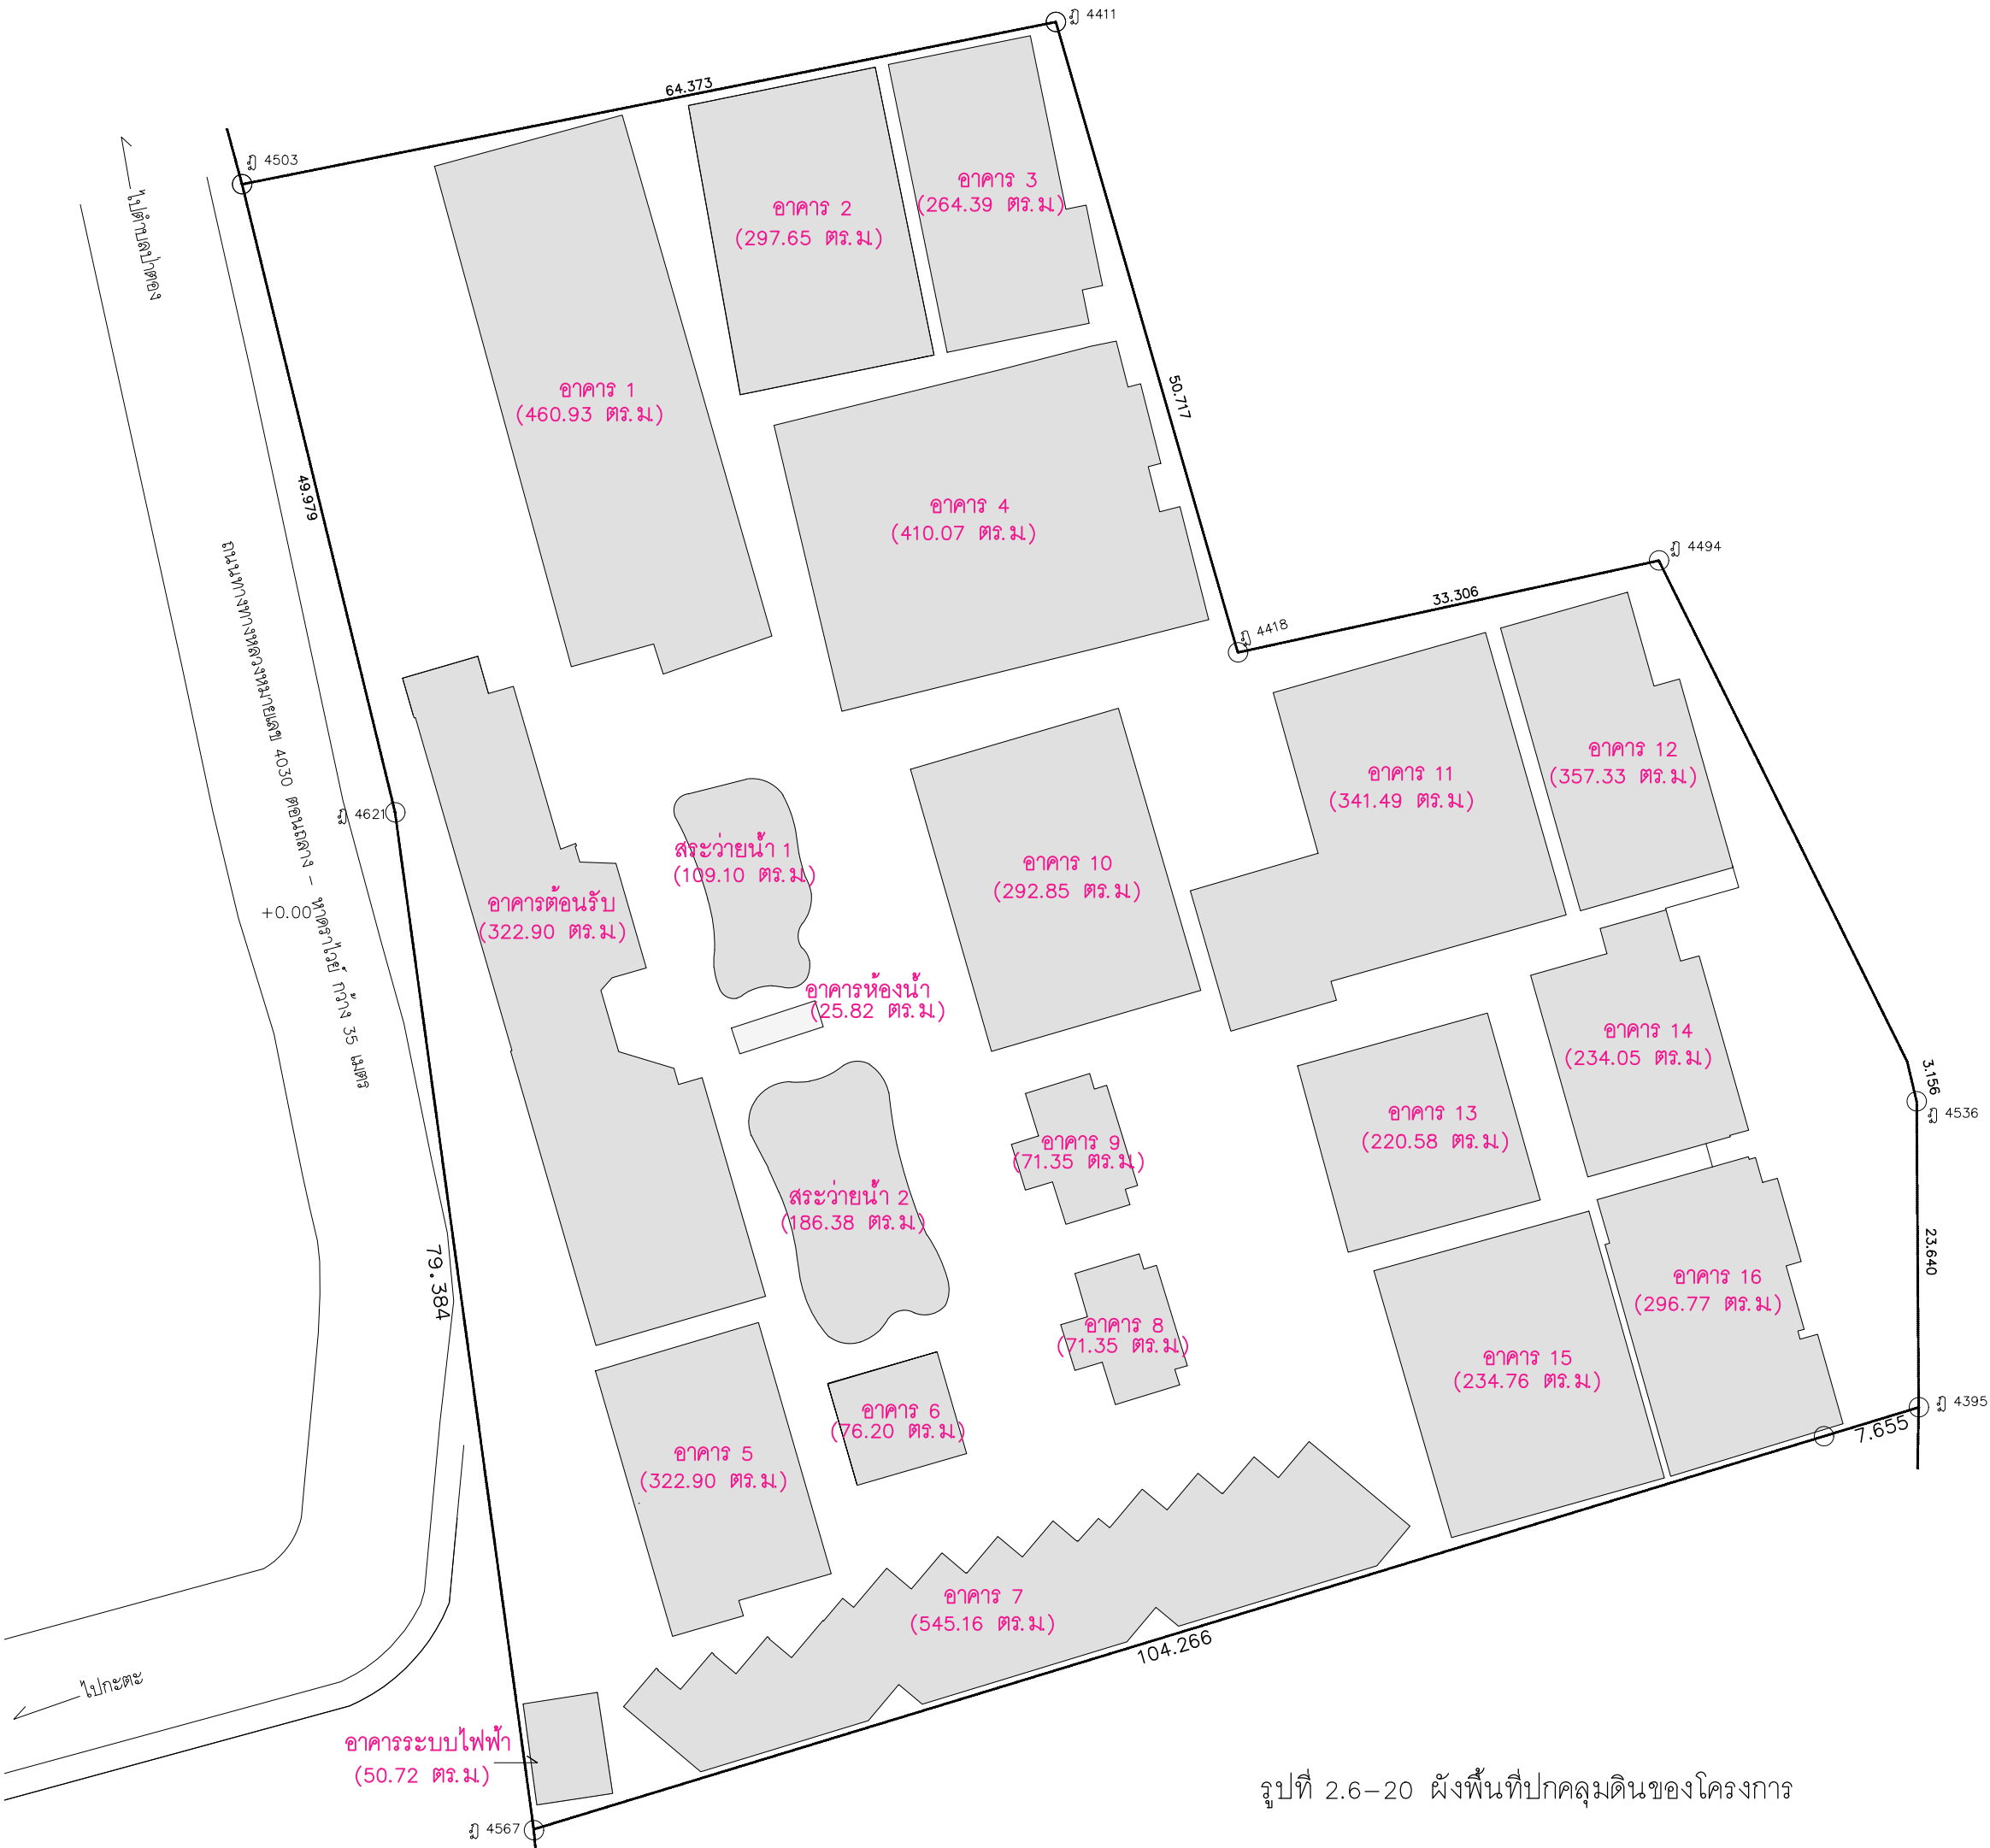 ฎ 4411
64.373
ฎ 4503
ไปตำบลป่าตอง
อาคาร 3
(264.39 ตร.ม.)
อาคาร 2
(297.65 ตร.ม.)
อาคาร 1
(460.93 ตร.ม.)
50.717
49.979
อาคาร 4
(410.07 ตร.ม.)
ฎ 4494
33.306
ฎ 4418
ถนนทางทางหลวงหมายเลข 4030 ตอนถลาง - หาดราไวย์ กว้าง 35 เมตร
อาคาร 12
(357.33 ตร.ม.)
อาคาร 11
(341.49 ตร.ม.)
ฎ 4621
สระว่ายน้ำ 1
(109.10 ตร.ม.)
อาคาร 10
(292.85 ตร.ม.)
อาคารต้อนรับ
(322.90 ตร.ม.)
+0.00
อาคารห้องน้ำ
(25.82 ตร.ม.)
อาคาร 14
(234.05 ตร.ม.)
3.156
ฎ 4536
อาคาร 13
(220.58 ตร.ม.)
อาคาร 9
(71.35 ตร.ม.)
สระว่ายน้ำ 2
(186.38 ตร.ม.)
79.384
23.640
อาคาร 16
(296.77 ตร.ม.)
อาคาร 8
(71.35 ตร.ม.)
อาคาร 15
(234.76 ตร.ม.)
ฎ 4395
7.655
อาคาร 6
(76.20 ตร.ม.)
อาคาร 5
(322.90 ตร.ม.)
อาคาร 7
(545.16 ตร.ม.)
104.266
ไปกะตะ
อาคารระบบไฟฟ้า
(50.72 ตร.ม.)
ฎ 4567
รูปที่ 2.6-20 ผังพื้นที่ปกคลุมดินของโครงการ